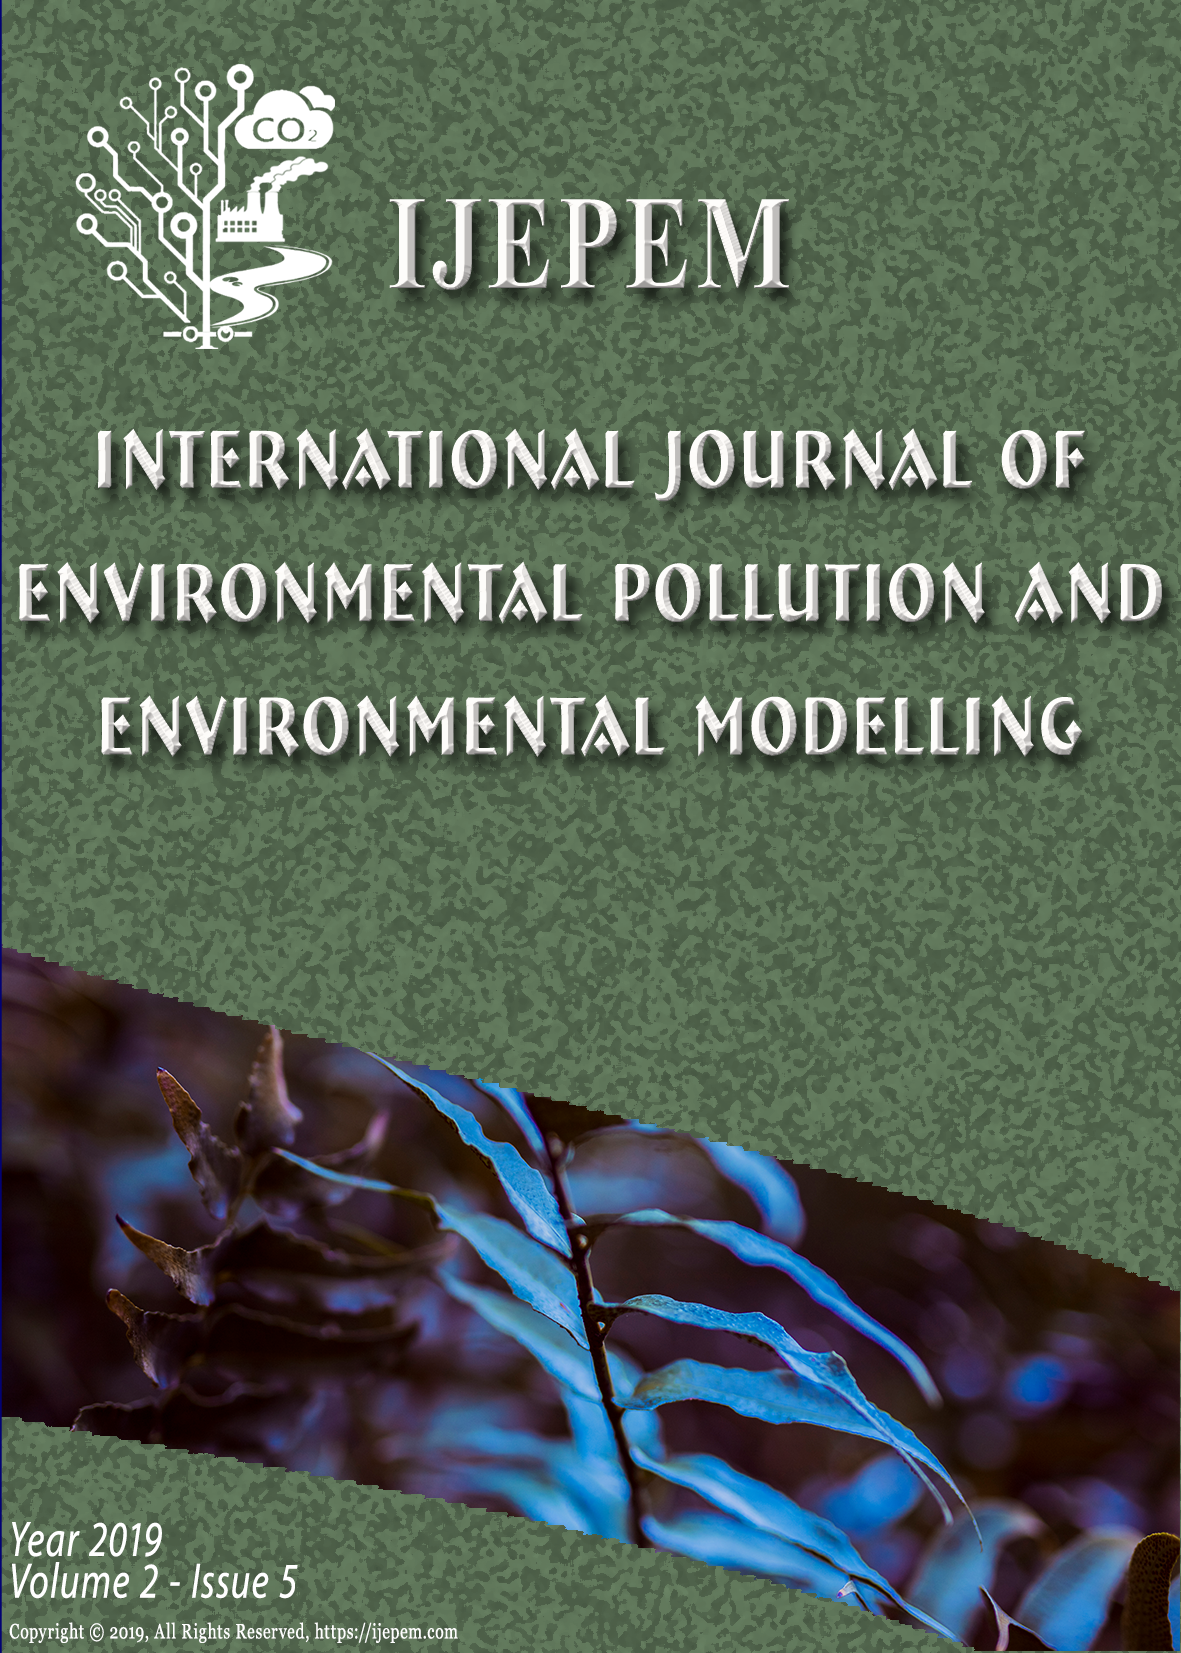 CO2
IJEPEM
INTERNATIONAL JOURNAL OF
ENVIRONMENTAL POLLUTION AND
ENVIRONMENTAL MODELLING
Year 2019
Volume 2 - Issue 5
Copyright © 2019, All Rights Reserved, https://ijepem.com